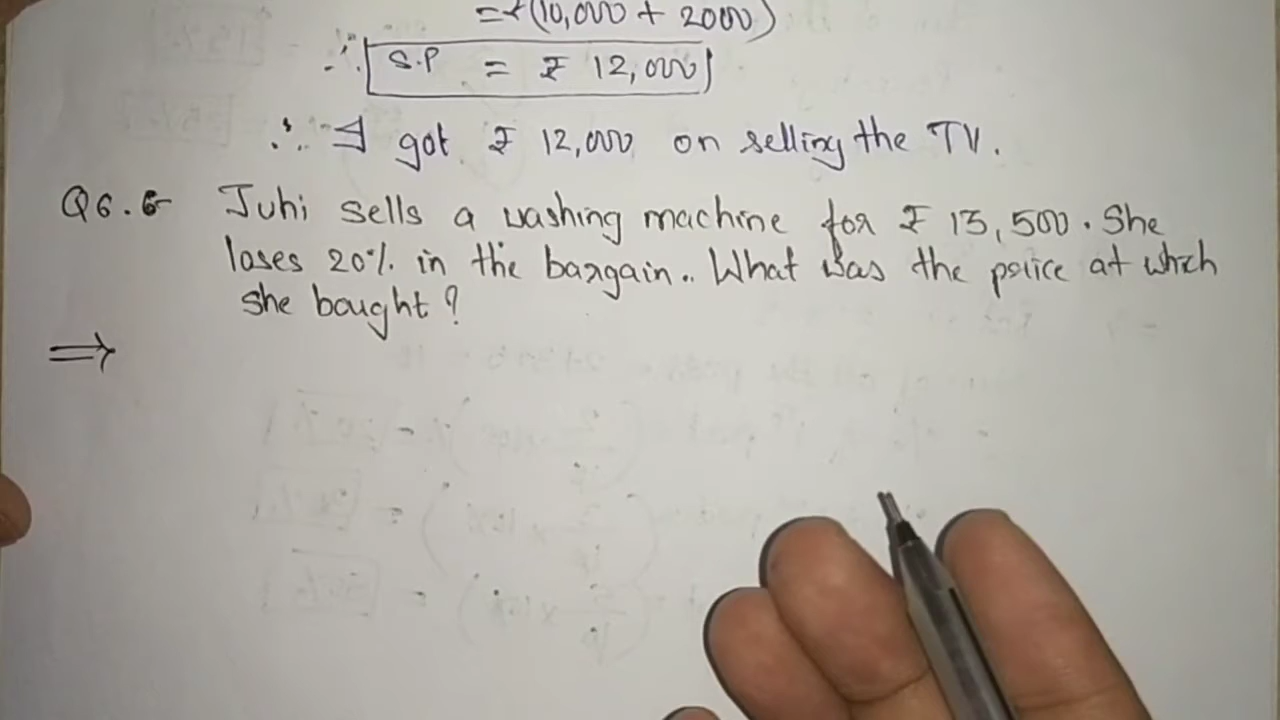 = ₹(10,000 + 2000)
∴ S.P = ₹ 12,000
∴ I got ₹ 12,000 on selling the TV.
Q6. Juhi sells a washing machine for ₹ 13,500. She
loses 20% in the bargain.. What was the price at which
she bought?
⇒